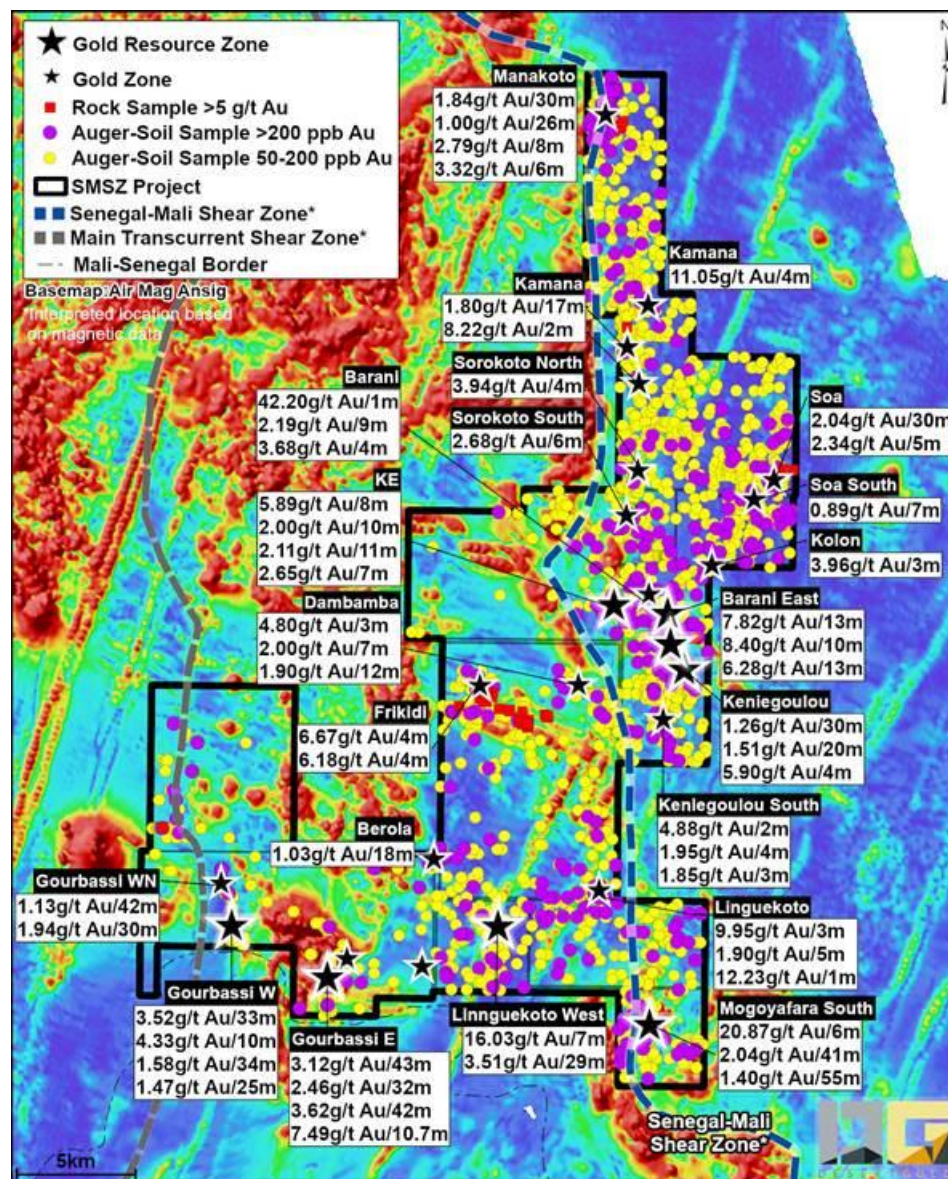 Gold Resource Zone
Gold Zone
Rock Sample >5 g/t Au
Auger-Soil Sample >200 ppb Au
Auger-Soil Sample 50-200 ppb Au
SMSZ Project
Senegal-Mali Shear Zone*
Main Transcurrent Shear Zone*
Mali-Senegal Border
Basemap:Air Mag Ansig
*Interpreted location based
on magnetic data
N
Manakoto
1.84g/t Au/30m
1.00g/t Au/26m
2.79g/t Au/8m
3.32g/t Au/6m
Kamana
11.05g/t Au/4m
Kamana
1.80g/t Au/17m
8.22g/t Au/2m
Sorokoto North
3.94g/t Au/4m
Sorokoto South
2.68g/t Au/6m
Barani
42.20g/t Au/1m
2.19g/t Au/9m
3.68g/t Au/4m
KE
5.89g/t Au/8m
2.00g/t Au/10m
2.11g/t Au/11m
2.65g/t Au/7m
Dambamba
4.80g/t Au/3m
2.00g/t Au/7m
1.90g/t Au/12m
Soa
2.04g/t Au/30m
2.34g/t Au/5m
Soa South
0.89g/t Au/7m
Kolon
3.96g/t Au/3m
Barani East
7.82g/t Au/13m
8.40g/t Au/10m
6.28g/t Au/13m
Keniegoulou
1.26g/t Au/30m
1.51g/t Au/20m
5.90g/t Au/4m
Frikidi
6.67g/t Au/4m
6.18g/t Au/4m
Keniegoulou South
4.88g/t Au/2m
1.95g/t Au/4m
1.85g/t Au/3m
Berola
1.03g/t Au/18m
Gourbassi WN
1.13g/t Au/42m
1.94g/t Au/30m
Linguekoto
9.95g/t Au/3m
1.90g/t Au/5m
12.23g/t Au/1m
Gourbassi W
3.52g/t Au/33m
4.33g/t Au/10m
1.58g/t Au/34m
1.47g/t Au/25m
Gourbassi E
3.12g/t Au/43m
2.46g/t Au/32m
3.62g/t Au/42m
7.49g/t Au/10.7m
Linnguekoto West
16.03g/t Au/7m
3.51g/t Au/29m
Mogoyafara South
20.87g/t Au/6m
2.04g/t Au/41m
1.40g/t Au/55m
Senegal-Mali
Shear Zone*
5km